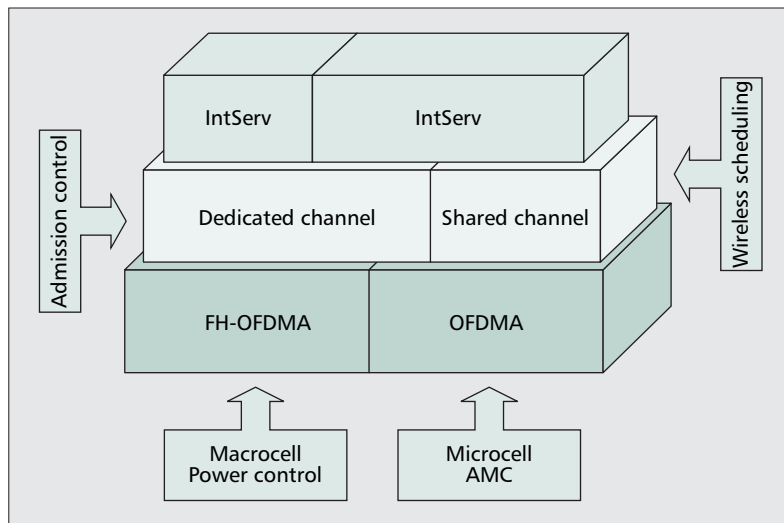 IntServ
IntServ
Admission control
Wireless scheduling
Dedicated channel
Shared channel
FH-OFDMA
OFDMA
Macrocell
Power control
Microcell
AMC